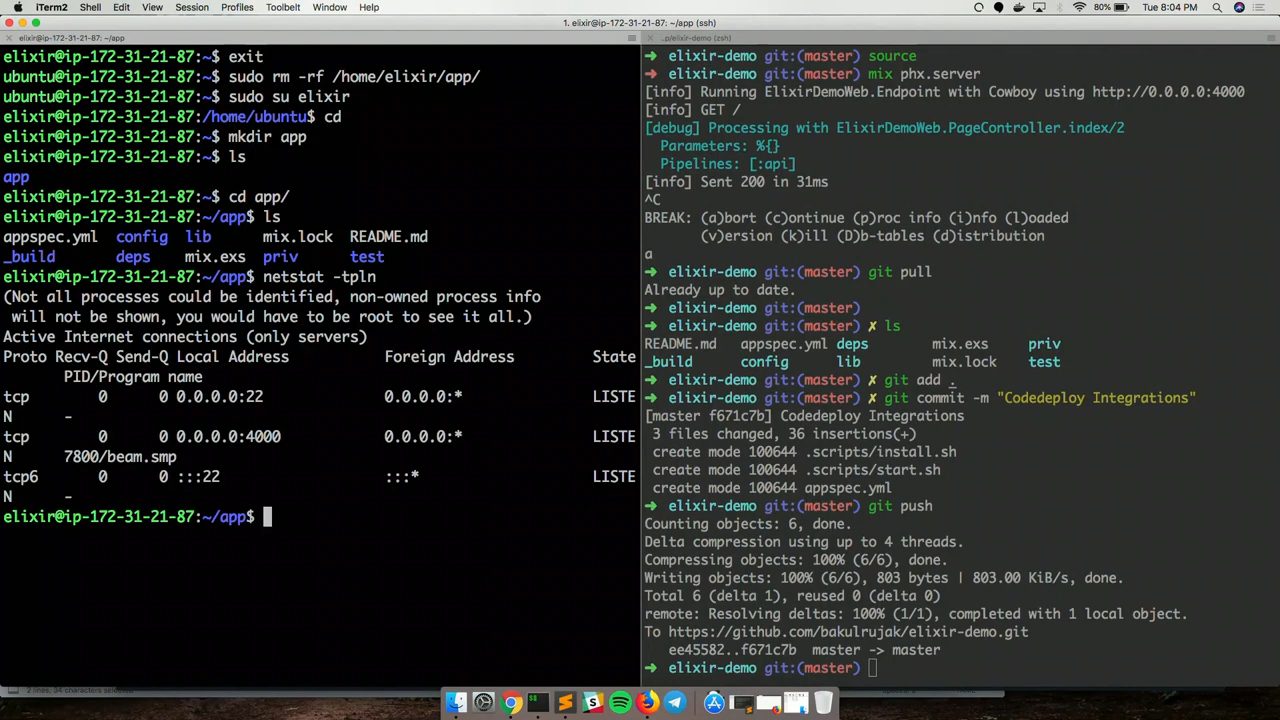 iTerm2 Shell Edit View Session Profiles Toolbelt Window Help 80% Tue 8:04 PM
1. elixir@ip-172-31-21-87: ~/app (ssh)
elixir@ip-172-31-21-87:~/app
elixir@ip-172-31-21-87:~$ exit
ubuntu@ip-172-31-21-87:~$ sudo rm -rf /home/elixir/app/
ubuntu@ip-172-31-21-87:~$ sudo su elixir
elixir@ip-172-31-21-87:/home/ubuntu$ cd
elixir@ip-172-31-21-87:~$ mkdir app
elixir@ip-172-31-21-87:~$ ls
app
elixir@ip-172-31-21-87:~$ cd app/
elixir@ip-172-31-21-87:~/app$ ls
appspec.yml config lib mix.lock README.md
_build deps mix.exs priv test
elixir@ip-172-31-21-87:~/app$ netstat -tpln
(Not all processes could be identified, non-owned process info
will not be shown, you would have to be root to see it all.)
Active Internet connections (only servers)
Proto Recv-Q Send-Q Local Address Foreign Address State
PID/Program name
tcp 0 0 0.0.0.0:22 0.0.0.0:* LISTE
N -
tcp 0 0 0.0.0.0:4000 0.0.0.0:* LISTE
N 7800/beam.smp
tcp6 0 0 :::22 :::* LISTE
N -
elixir@ip-172-31-21-87:~/app$
..p/elixir-demo (zsh)
➜ elixir-demo git:(master) source
➜ elixir-demo git:(master) mix phx.server
[info] Running ElixirDemoWeb.Endpoint with Cowboy using http://0.0.0.0:4000
[info] GET /
[debug] Processing with ElixirDemoWeb.PageController.index/2
Parameters: %{}
Pipelines: [:api]
[info] Sent 200 in 31ms
^C
BREAK: (a)bort (c)ontinue (p)roc info (i)nfo (l)oaded
(v)ersion (k)ill (D)b-tables (d)istribution
a
➜ elixir-demo git:(master) git pull
Already up to date.
➜ elixir-demo git:(master)
➜ elixir-demo git:(master) ✗ ls
README.md appspec.yml deps mix.exs priv
_build config lib mix.lock test
➜ elixir-demo git:(master) ✗ git add .
➜ elixir-demo git:(master) ✗ git commit -m "Codedeploy Integrations"
[master f671c7b] Codedeploy Integrations
3 files changed, 36 insertions(+)
create mode 100644 .scripts/install.sh
create mode 100644 .scripts/start.sh
create mode 100644 appspec.yml
➜ elixir-demo git:(master) git push
Counting objects: 6, done.
Delta compression using up to 4 threads.
Compressing objects: 100% (6/6), done.
Writing objects: 100% (6/6), 803 bytes | 803.00 KiB/s, done.
Total 6 (delta 1), reused 0 (delta 0)
remote: Resolving deltas: 100% (1/1), completed with 1 local object.
To https://github.com/bakulrujak/elixir-demo.git
ee45582..f671c7b master -> master
➜ elixir-demo git:(master)
2 lines, 34 characters selected